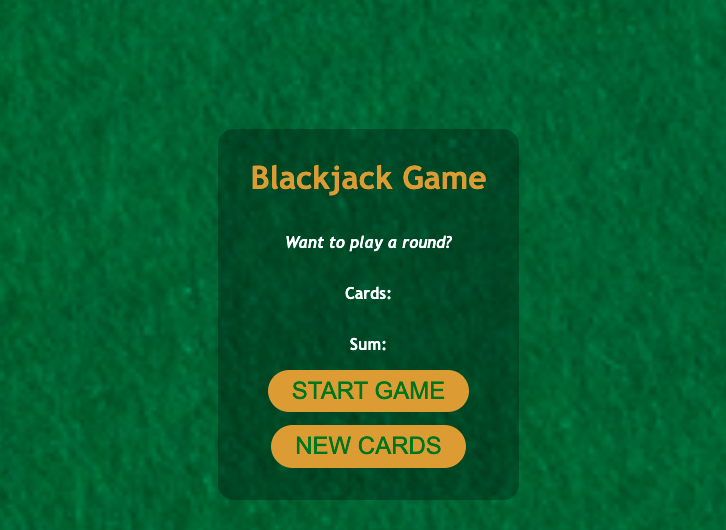 Blackjack Game
Want to play a round?
Cards:
Sum:
START GAME
NEW CARDS